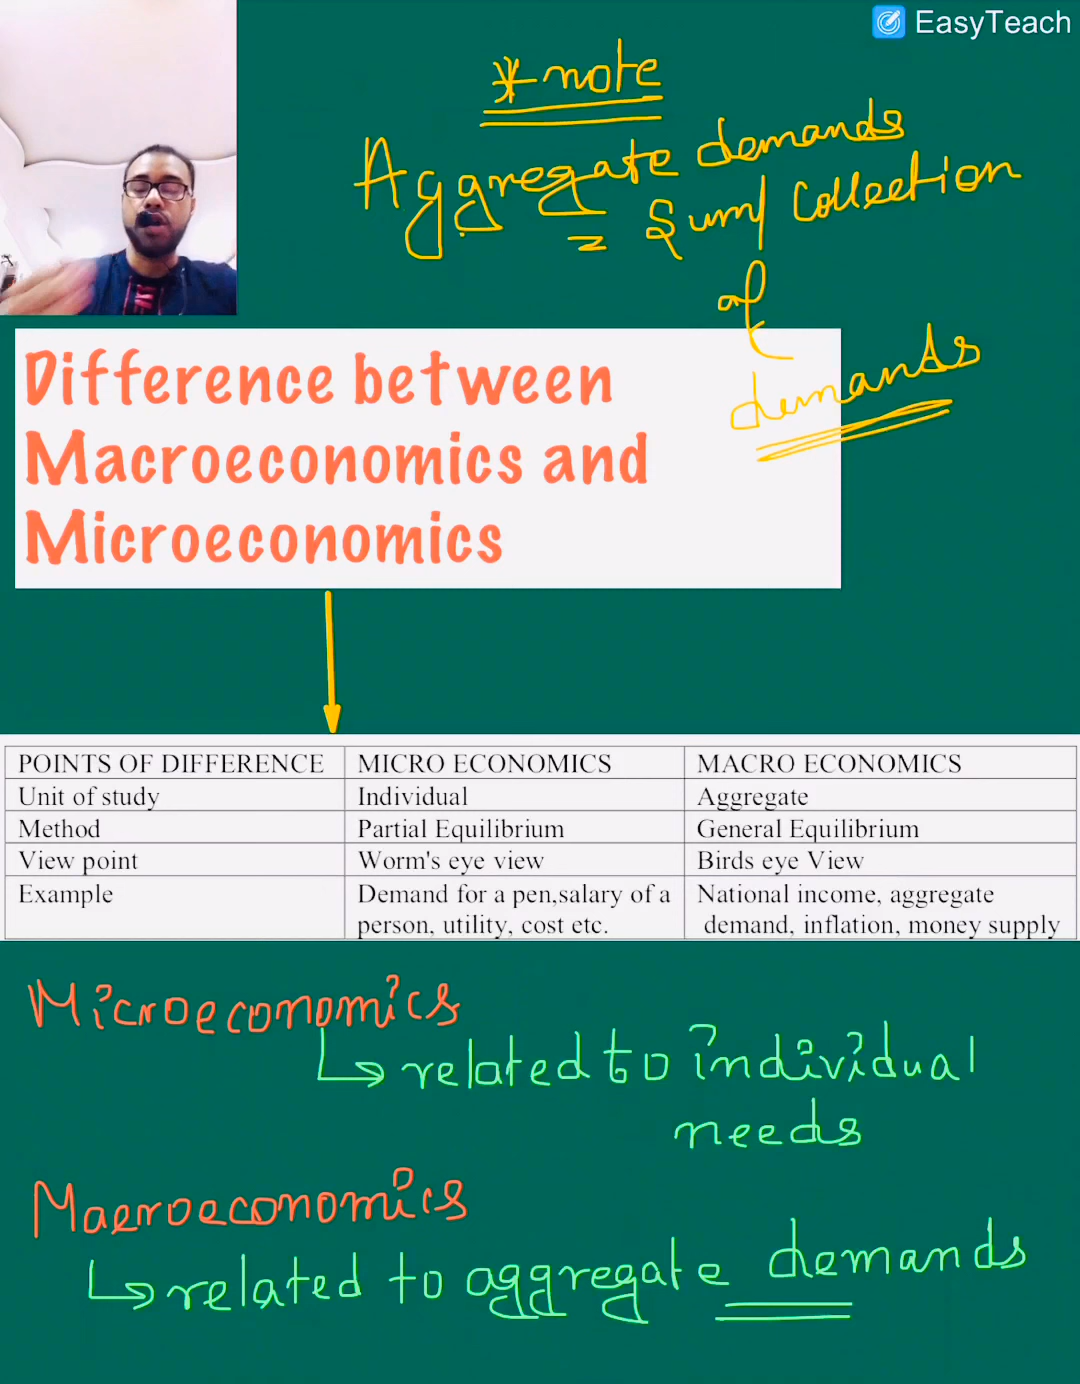 EasyTeach
*note
Aggregate demands
= Sum/Collection
of
demands
Difference between
Macroeconomics and
Microeconomics
POINTS OF DIFFERENCE MICRO ECONOMICS MACRO ECONOMICS
Unit of study Individual Aggregate
Method Partial Equilibrium General Equilibrium
View point Worm's eye view Birds eye View
Example Demand for a pen,salary of a National income, aggregate
person, utility, cost etc. demand, inflation, money supply
Microeconomics
↳ related to individual
needs
Macroeconomics
↳ related to aggregate demands